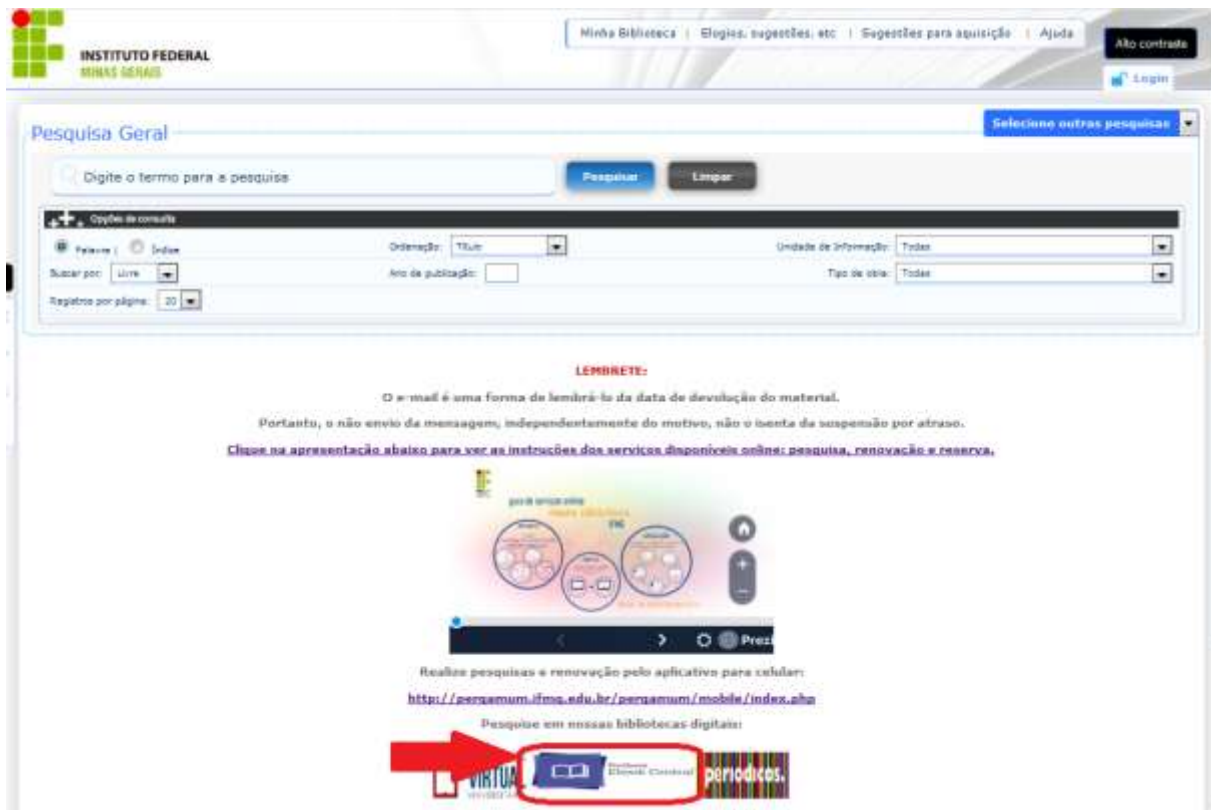 Minha Biblioteca | Elogios, sugestões, etc | Sugestões para aquisição | Ajuda
Alto contraste
INSTITUTO FEDERAL
MINAS GERAIS
Login
Selecione outras pesquisas
Pesquisa Geral
Digite o termo para a pesquisa
Pesquisar
Limpar
Opções de consulta
Palavra | Índice
Ordenação: Título
Unidade de Informação: Todas
Buscar por: Livre
Ano de publicação:
Tipo de obra: Todas
Registros por página: 20
LEMBRETE:
O e-mail é uma forma de lembrá-lo da data de devolução do material.
Portanto, o não envio da mensagem, independentemente do motivo, não o isenta da suspensão por atraso.
Clique na apresentação abaixo para ver as instruções dos serviços disponíveis online: pesquisa, renovação e reserva.
guia de serviços online
IFMG
Prezi
Realize pesquisas e renovação pelo aplicativo para celular:
http://pergamum.ifmg.edu.br/pergamum/mobile/index.php
Pesquise em nossas bibliotecas digitais:
VIRTUAL
Ebook Central
periodicos.